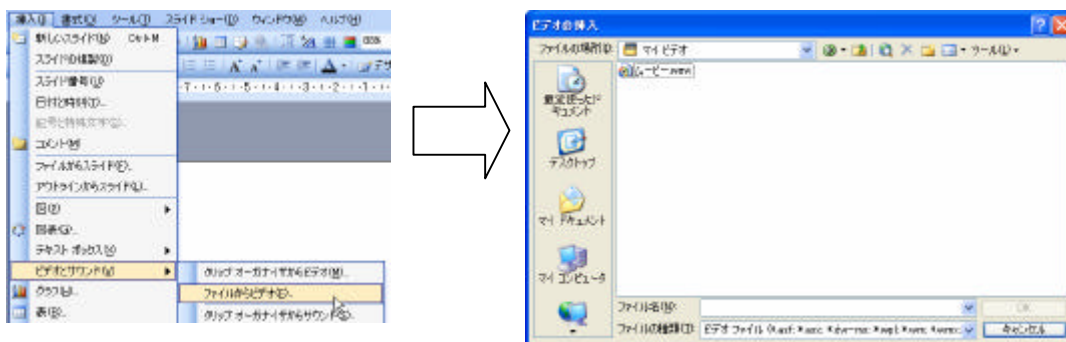 挿入(I) 書式(O) ツール(T) スライド ショー(D) ウィンドウ(W) ヘルプ(H)
新しいスライド(N) Ctrl+M
スライドの複製(D)
スライド番号(U)
日付と時刻(T)...
記号と特殊文字(S)...
コメント(M)
ファイルからスライド(F)...
アウトラインからスライド(L)...
図(P)
図表(G)...
テキスト ボックス(X)
ビデオとサウンド(V)
グラフ(H)...
表(B)...
クリップ オーガナイザからビデオ(M)...
ファイルからビデオ(F)...
クリップ オーガナイザからサウンド(S)...
ビデオの挿入
ファイルの場所(I):
マイ ビデオ
ツール(L)
ムービー.wmv
最近使ったドキュメント
デスクトップ
マイ ドキュメント
マイ コンピュータ
ファイル名(N):
OK
ファイルの種類(T):
キャンセル